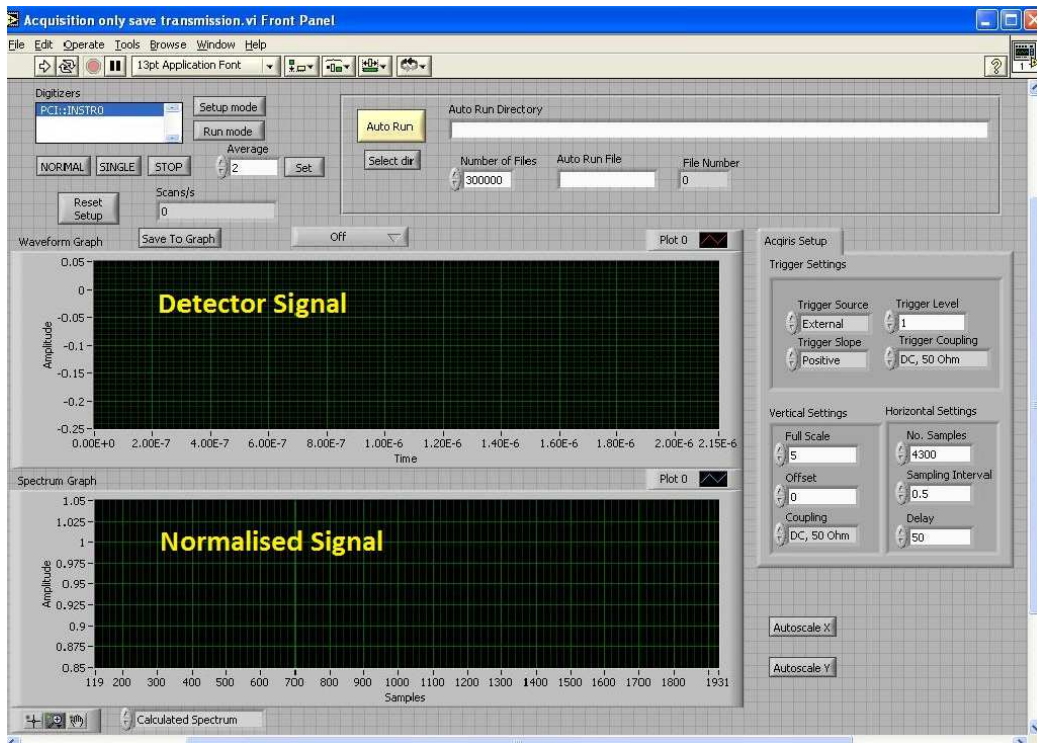 Acquisition only save transmission.vi Front Panel
File Edit Operate Tools Browse Window Help
13pt Application Font
1
Digitizers
PCI::INSTR0
Setup mode
Run mode
NORMAL SINGLE STOP
Average
2
Set
Reset
Setup
Scans/s
0
Auto Run
Select dir
Auto Run Directory
Number of Files
300000
Auto Run File
File Number
0
Waveform Graph
Save To Graph
Off
Plot 0
0.05
0
-0.05
-0.1
-0.15
-0.2
-0.25
Amplitude
Detector Signal
0.00E+0 2.00E-7 4.00E-7 6.00E-7 8.00E-7 1.00E-6 1.20E-6 1.40E-6 1.60E-6 1.80E-6 2.00E-6 2.15E-6
Time
Spectrum Graph
Plot 0
1.05
1.025
1
0.975
0.95
0.925
0.9
0.875
0.85
Amplitude
Normalised Signal
119 200 300 400 500 600 700 800 900 1000 1100 1200 1300 1400 1500 1600 1700 1800 1931
Samples
Calculated Spectrum
Acqiris Setup
Trigger Settings
Trigger Source
External
Trigger Level
1
Trigger Slope
Positive
Trigger Coupling
DC, 50 Ohm
Vertical Settings
Full Scale
5
Offset
0
Coupling
DC, 50 Ohm
Horizontal Settings
No. Samples
4300
Sampling Interval
0.5
Delay
50
Autoscale X
Autoscale Y